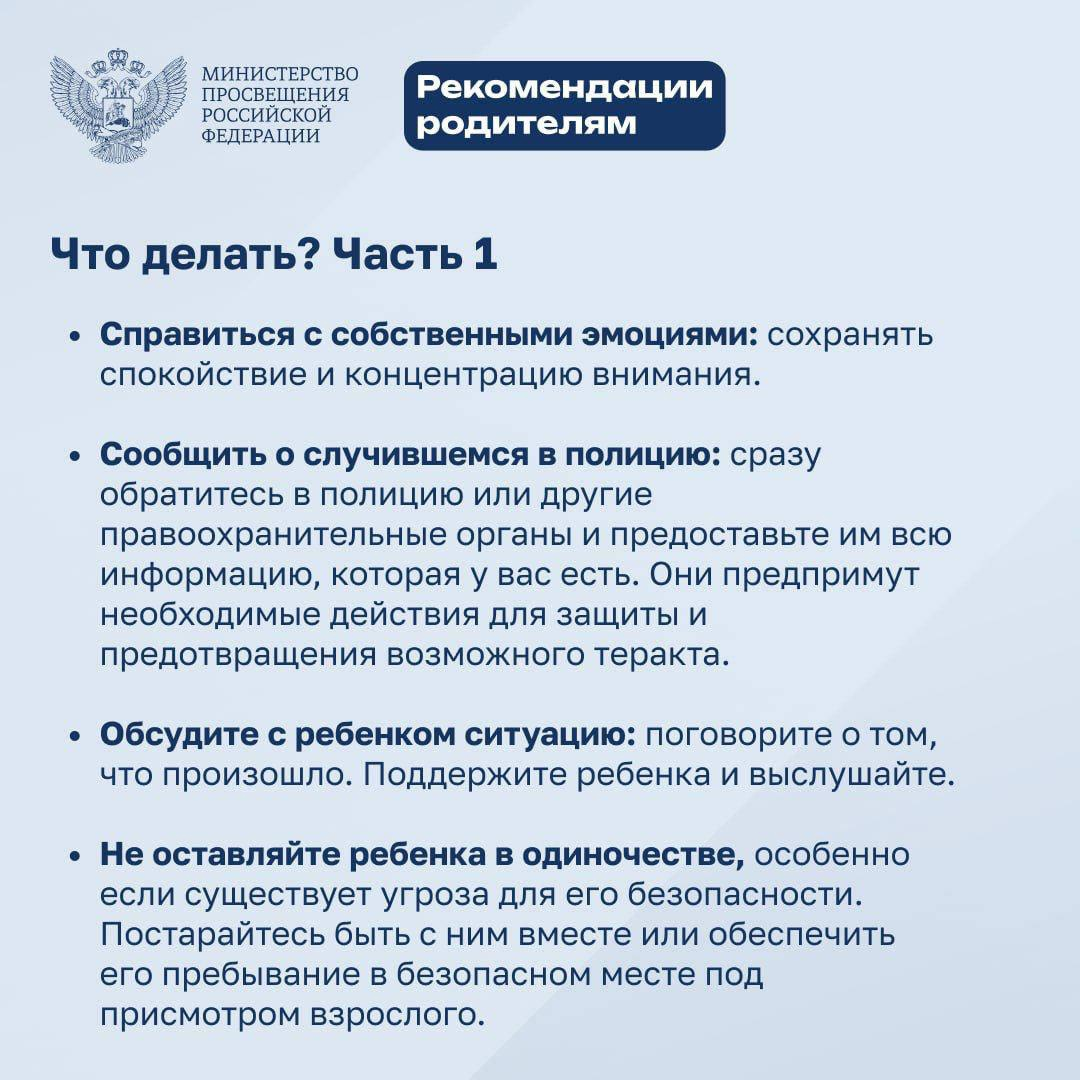 МИНИСТЕРСТВО
ПРОСВЕЩЕНИЯ
РОССИЙСКОЙ
ФЕДЕРАЦИИ
Рекомендации
родителям
Что делать? Часть 1
• Справиться с собственными эмоциями: сохранять
спокойствие и концентрацию внимания.
• Сообщить о случившемся в полицию: сразу
обратитесь в полицию или другие
правоохранительные органы и предоставьте им всю
информацию, которая у вас есть. Они предпримут
необходимые действия для защиты и
предотвращения возможного теракта.
• Обсудите с ребенком ситуацию: поговорите о том,
что произошло. Поддержите ребенка и выслушайте.
• Не оставляйте ребенка в одиночестве, особенно
если существует угроза для его безопасности.
Постарайтесь быть с ним вместе или обеспечить
его пребывание в безопасном месте под
присмотром взрослого.